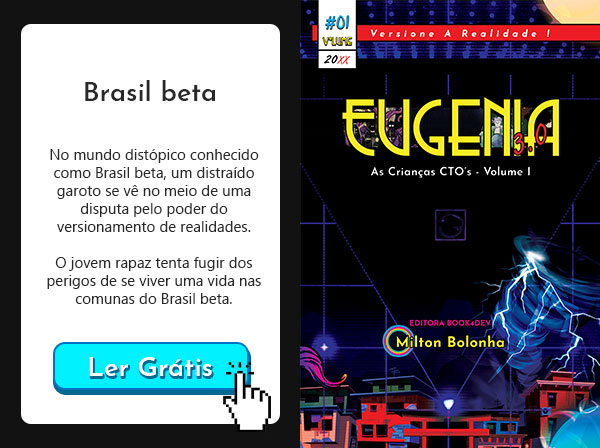 Brasil beta
No mundo distópico conhecido
como Brasil beta, um distraído
garoto se vê no meio de uma
disputa pelo poder do
versionamento de realidades.
O jovem rapaz tenta fugir dos
perigos de se viver uma vida nas
comunas do Brasil beta.
Ler Grátis
#01
VOLUME
20XX
Versione A Realidade !
EUGENIA
3.0
As Crianças CTO's - Volume I
EDITORA BOOK4DEV
Milton Bolonha